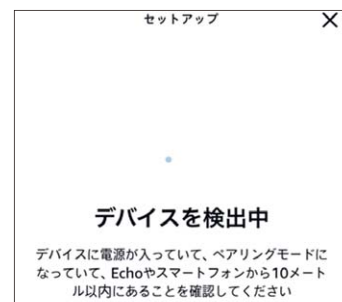 セットアップ
デバイスを検出中
デバイスに電源が入っていて、ペアリングモードに
なっていて、Echoやスマートフォンから10メート
ル以内にあることを確認してください